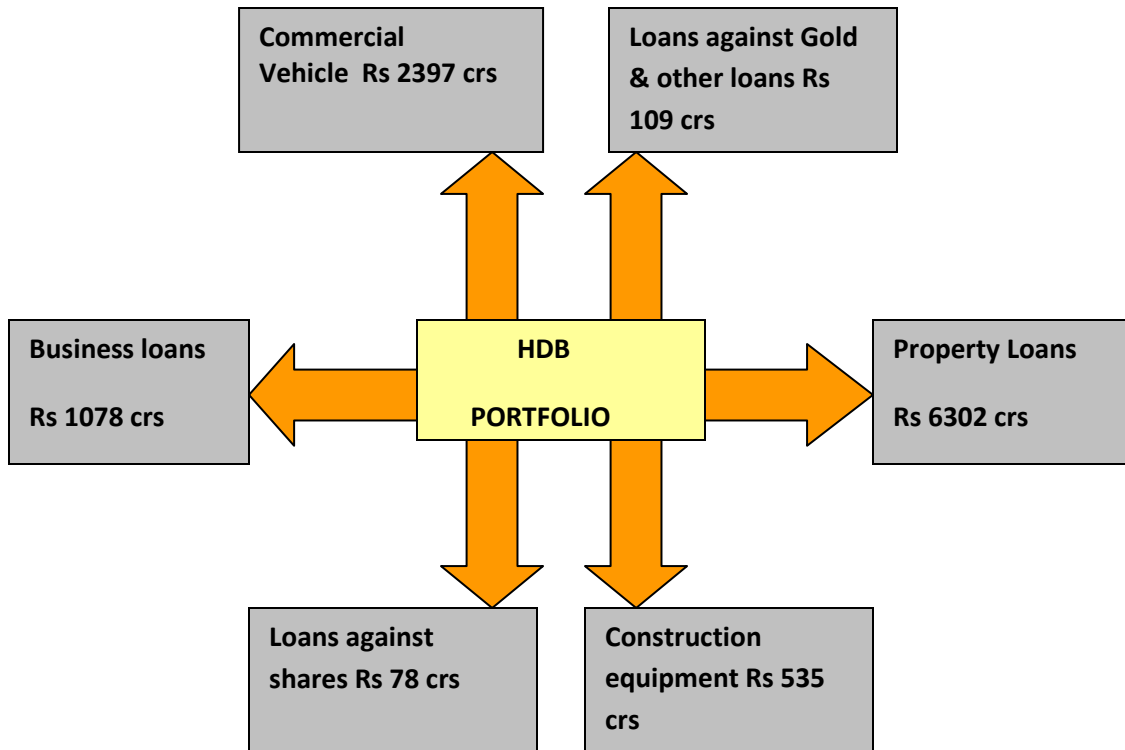 Commercial
Vehicle  Rs 2397 crs
Loans against Gold
& other loans Rs
109 crs
Business loans
Rs 1078 crs
HDB
PORTFOLIO
Property Loans
Rs 6302 crs
Loans against
shares Rs 78 crs
Construction
equipment Rs 535
crs